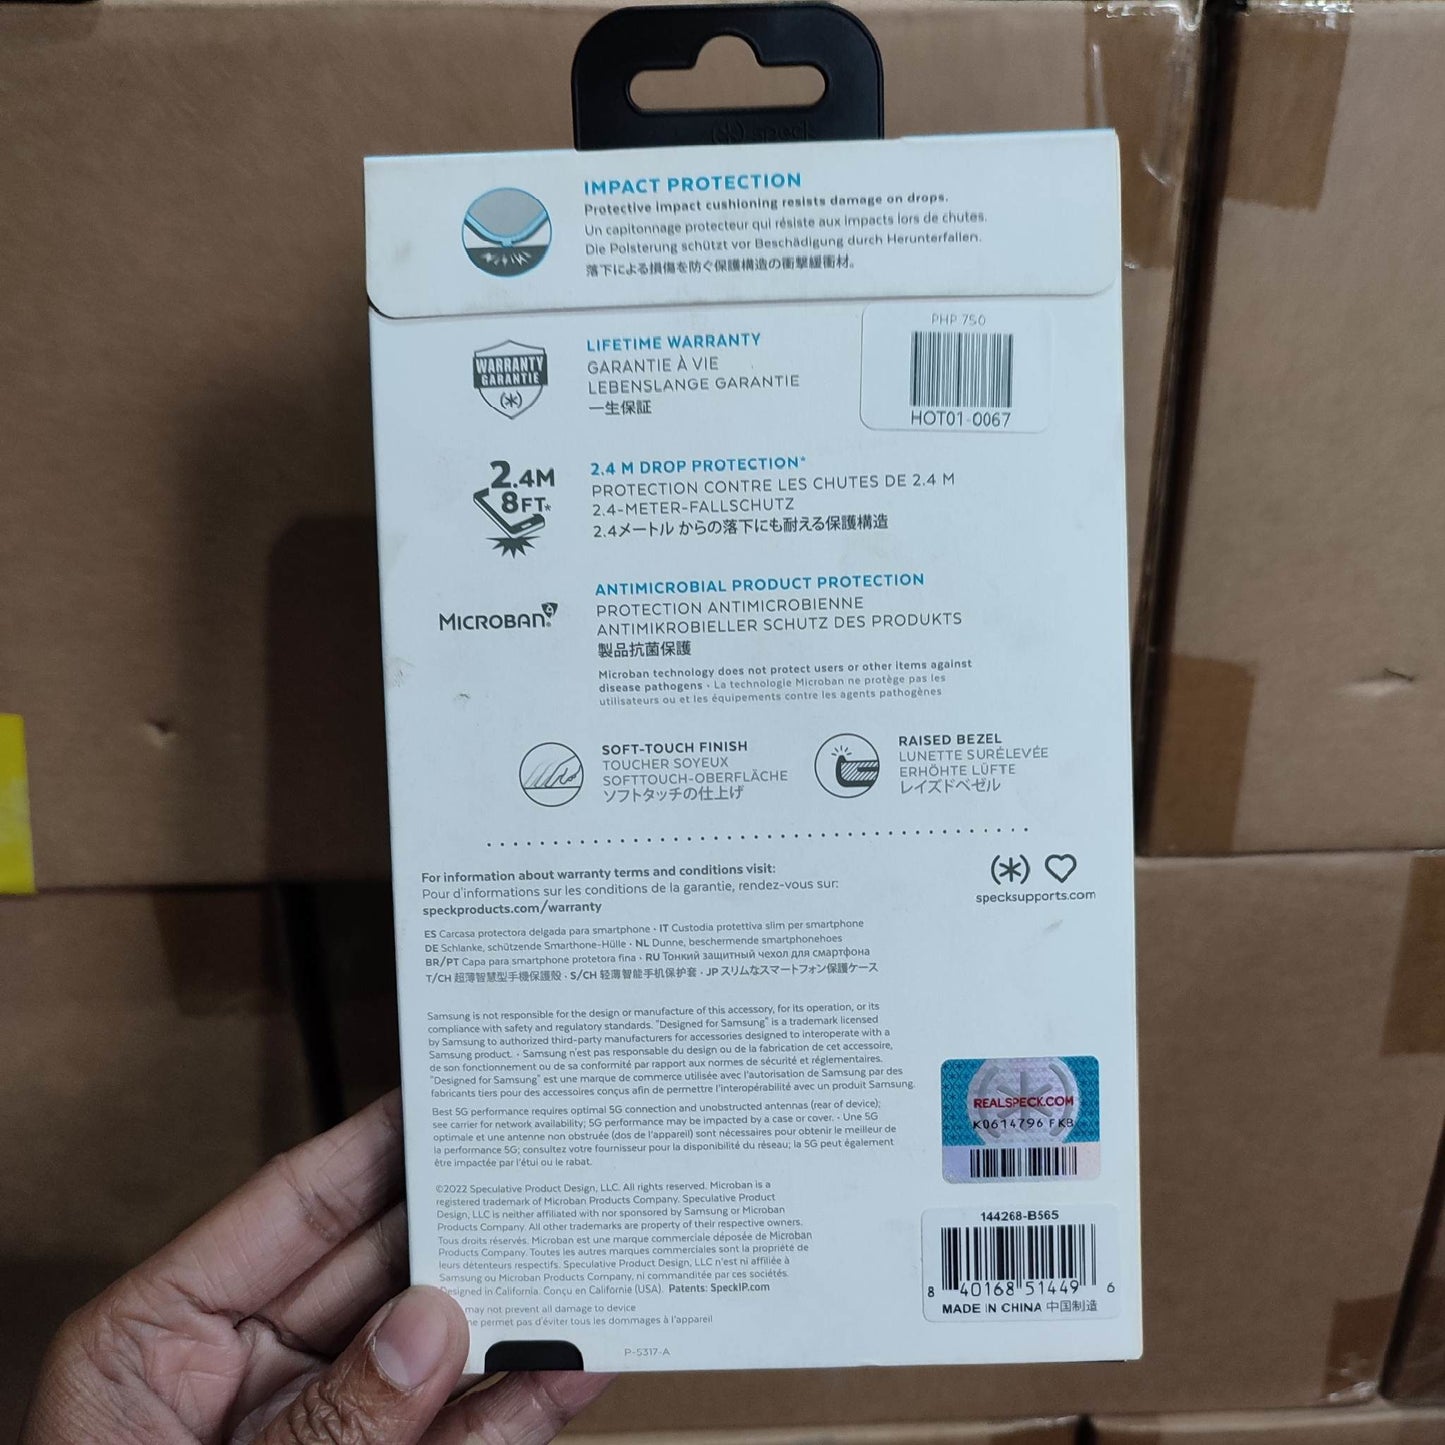 speck
IMPACT PROTECTION
Protective impact cushioning resists damage on drops.
Un capitonnage protecteur qui résiste aux impacts lors de chutes.
Die Polsterung schützt vor Beschädigung durch Herunterfallen.
落下による損傷を防ぐ保護構造の衝撃緩衝材。
PHP 750
HOT01-0067
WARRANTY
GARANTIE
LIFETIME WARRANTY
GARANTIE À VIE
LEBENSLANGE GARANTIE
一生保証
2.4M
8FT*
2.4 M DROP PROTECTION*
PROTECTION CONTRE LES CHUTES DE 2.4 M
2.4-METER-FALLSCHUTZ
2.4メートル からの落下にも耐える保護構造
MICROBAN®
ANTIMICROBIAL PRODUCT PROTECTION
PROTECTION ANTIMICROBIENNE
ANTIMIKROBIELLER SCHUTZ DES PRODUKTS
製品抗菌保護
Microban technology does not protect users or other items against
disease pathogens • La technologie Microban ne protège pas les
utilisateurs ou et les équipements contre les agents pathogènes
SOFT-TOUCH FINISH
TOUCHER SOYEUX
SOFTTOUCH-OBERFLÄCHE
ソフトタッチの仕上げ
RAISED BEZEL
LUNETTE SURÉLEVÉE
ERHÖHTE LÜFTE
レイズドベゼル
For information about warranty terms and conditions visit:
Pour d'informations sur les conditions de la garantie, rendez-vous sur:
speckproducts.com/warranty
specksupports.com
ES Carcasa protectora delgada para smartphone • IT Custodia protettiva slim per smartphone
DE Schlanke, schützende Smarthone-Hülle • NL Dunne, beschermende smartphonehoes
BR/PT Capa para smartphone protetora fina • RU Тонкий защитный чехол для смартфона
T/CH 超薄智慧型手機保護殼 • S/CH 轻薄智能手机保护套 • JP スリムなスマートフォン保護ケース
Samsung is not responsible for the design or manufacture of this accessory, for its operation, or its
compliance with safety and regulatory standards. "Designed for Samsung" is a trademark licensed
by Samsung to authorized third-party manufacturers for accessories designed to interoperate with a
Samsung product. • Samsung n'est pas responsable du design ou de la fabrication de cet accessoire,
de son fonctionnement ou de sa conformité par rapport aux normes de sécurité et réglementaires.
"Designed for Samsung" est une marque de commerce utilisée avec l'autorisation de Samsung par des
fabricants tiers pour des accessoires conçus afin de permettre l'interopérabilité avec un produit Samsung.
Best 5G performance requires optimal 5G connection and unobstructed antennas (rear of device);
see carrier for network availability; 5G performance may be impacted by a case or cover. • Une 5G
optimale et une antenne non obstruée (dos de l'appareil) sont nécessaires pour obtenir le meilleur de
la performance 5G; consultez votre fournisseur pour la disponibilité du réseau; la 5G peut également
être impactée par l'étui ou le rabat.
REALSPECK.COM
K0614796 FKB
©2022 Speculative Product Design, LLC. All rights reserved. Microban is a
registered trademark of Microban Products Company. Speculative Product
Design, LLC is neither affiliated with nor sponsored by Samsung or Microban
Products Company. All other trademarks are property of their respective owners.
Tous droits réservés. Microban est une marque commerciale déposée de Microban
Products Company. Toutes les autres marques commerciales sont la propriété de
leurs détenteurs respectifs. Speculative Product Design, LLC n'est ni affiliée à
Samsung ou Microban Products Company, ni commanditée par ces sociétés.
Designed in California. Conçu en Californie (USA). Patents: SpeckIP.com
may not prevent all damage to device
ne permet pas d'éviter tous les dommages à l'appareil
144268-B565
8 40168 51449 6
MADE IN CHINA 中国制造
P-5317-A